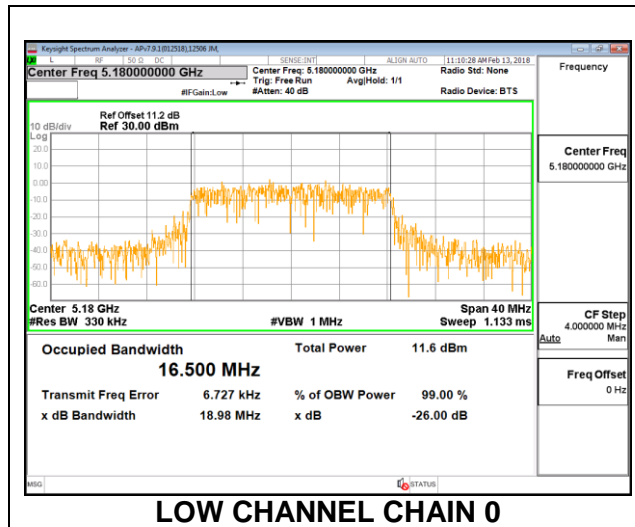 Keysight Spectrum Analyzer - APv7.9.1(012518),12506 JM,
L RF 50 Ω DC SENSE:INT ALIGN AUTO 11:10:28 AM Feb 13, 2018
Center Freq 5.180000000 GHz Center Freq: 5.180000000 GHz Radio Std: None Frequency
Trig: Free Run Avg|Hold: 1/1
#IFGain:Low #Atten: 40 dB Radio Device: BTS
Ref Offset 11.2 dB
10 dB/div Ref 30.00 dBm
Log
20.0
10.0
0.00
-10.0
-20.0
-30.0
-40.0
-50.0
-60.0
Center Freq
5.180000000 GHz
Center 5.18 GHz Span 40 MHz
#Res BW 330 kHz #VBW 1 MHz Sweep 1.133 ms
CF Step
4.000000 MHz
Auto Man
Occupied Bandwidth Total Power 11.6 dBm
16.500 MHz
Freq Offset
0 Hz
Transmit Freq Error 6.727 kHz % of OBW Power 99.00 %
x dB Bandwidth 18.98 MHz x dB -26.00 dB
MSG STATUS
LOW CHANNEL CHAIN 0